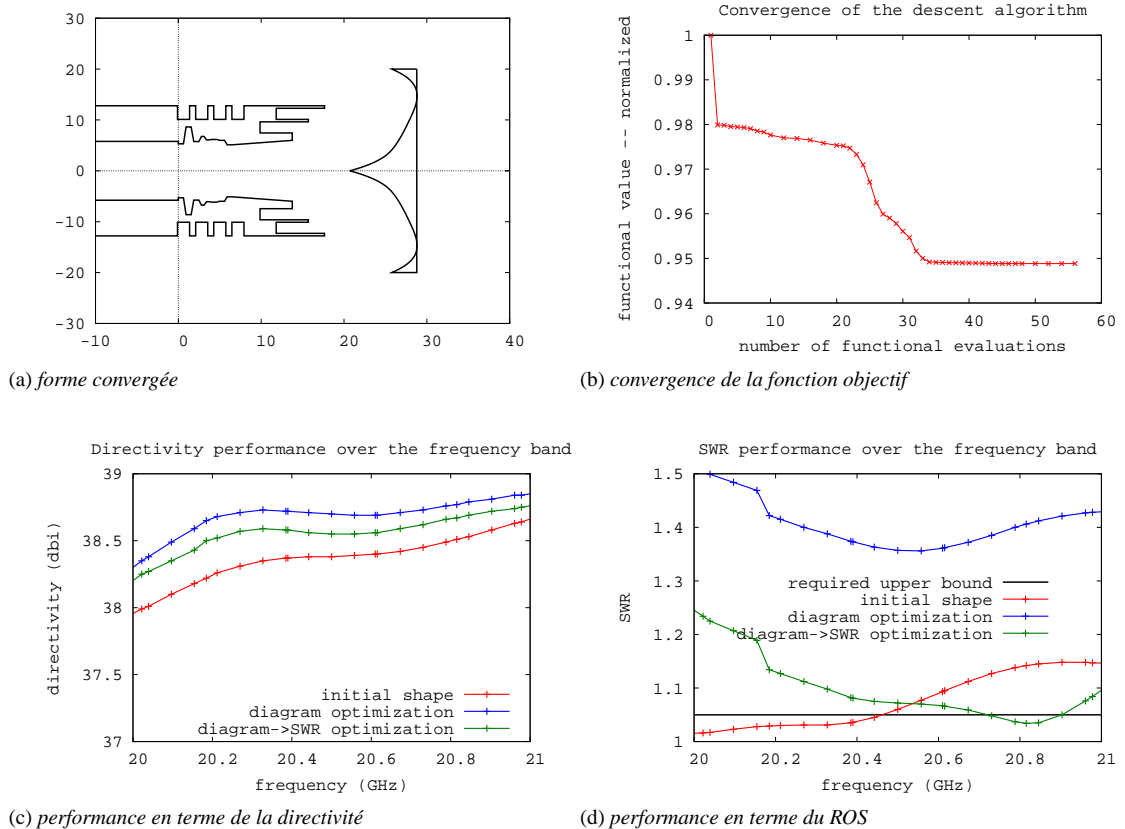 30
20
10
0
-10
-20
-30
-10
0
10
20
30
40
(a) forme convergée
Convergence of the descent algorithm
functional value -- normalized
1
0.99
0.98
0.97
0.96
0.95
0.94
0
10
20
30
40
50
60
number of functional evaluations
(b) convergence de la fonction objectif
Directivity performance over the frequency band
directivity (dbi)
39
38.5
38
37.5
37
initial shape
diagram optimization
diagram->SWR optimization
20
20.2
20.4
20.6
20.8
21
frequency (GHz)
(c) performance en terme de la directivité
SWR performance over the frequency band
SWR
1.5
1.4
1.3
1.2
1.1
1
required upper bound
initial shape
diagram optimization
diagram->SWR optimization
20
20.2
20.4
20.6
20.8
21
frequency (GHz)
(d) performance en terme du ROS